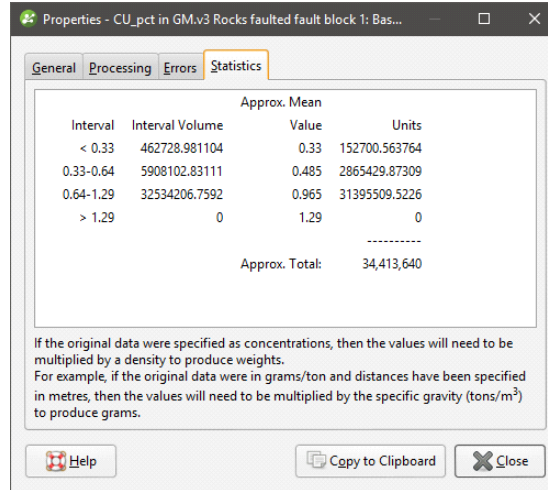 Properties - CU_pct in GM.v3 Rocks faulted fault block 1: Bas...
General Processing Errors Statistics
Approx. Mean
Interval Interval Volume Value Units
< 0.33 462728.981104 0.33 152700.563764
0.33-0.64 5908102.83111 0.485 2865429.87309
0.64-1.29 32534206.7592 0.965 31395509.5226
> 1.29 0 1.29 0
----------
Approx. Total: 34,413,640
If the original data were specified as concentrations, then the values will need to be
multiplied by a density to produce weights.
For example, if the original data were in grams/ton and distances have been specified
in metres, then the values will need to be multiplied by the specific gravity (tons/m³)
to produce grams.
Help Copy to Clipboard Close